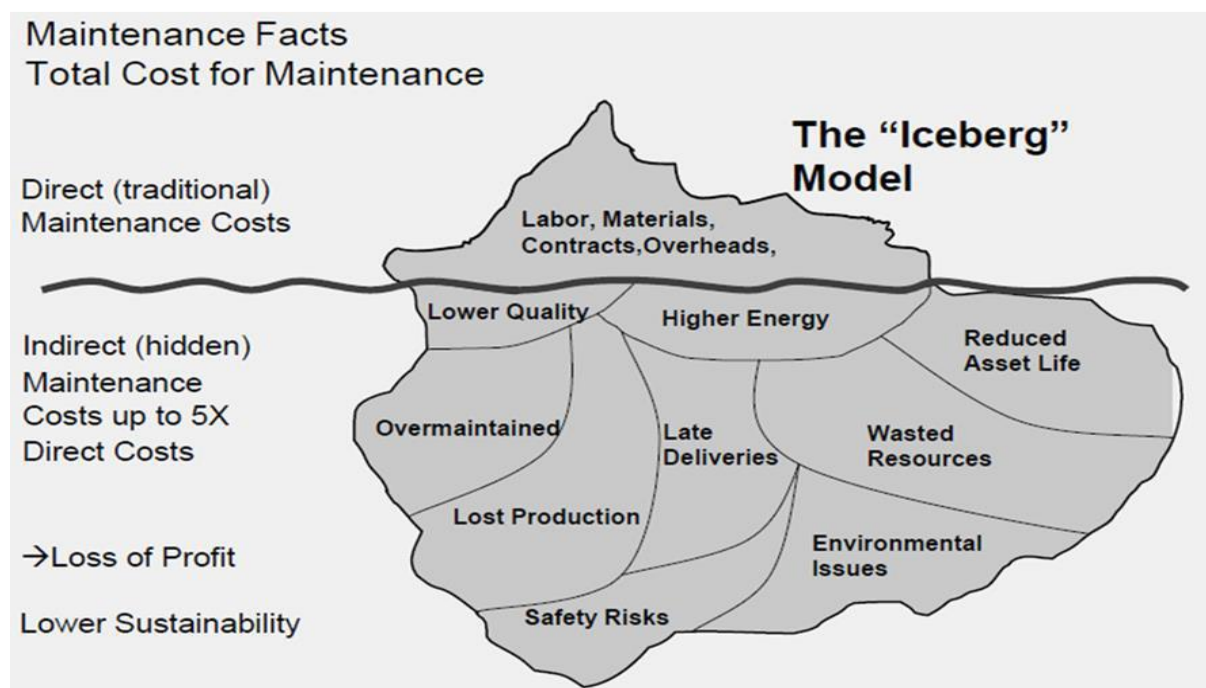 Maintenance Facts
Total Cost for Maintenance
The “Iceberg”
Model
Direct (traditional)
Maintenance Costs
Labor, Materials,
Contracts,Overheads,
Lower Quality
Higher Energy
Reduced
Asset Life
Indirect (hidden)
Maintenance
Costs up to 5X
Direct Costs
Overmaintained
Late
Deliveries
Wasted
Resources
Lost Production
Environmental
Issues
→Loss of Profit
Safety Risks
Lower Sustainability